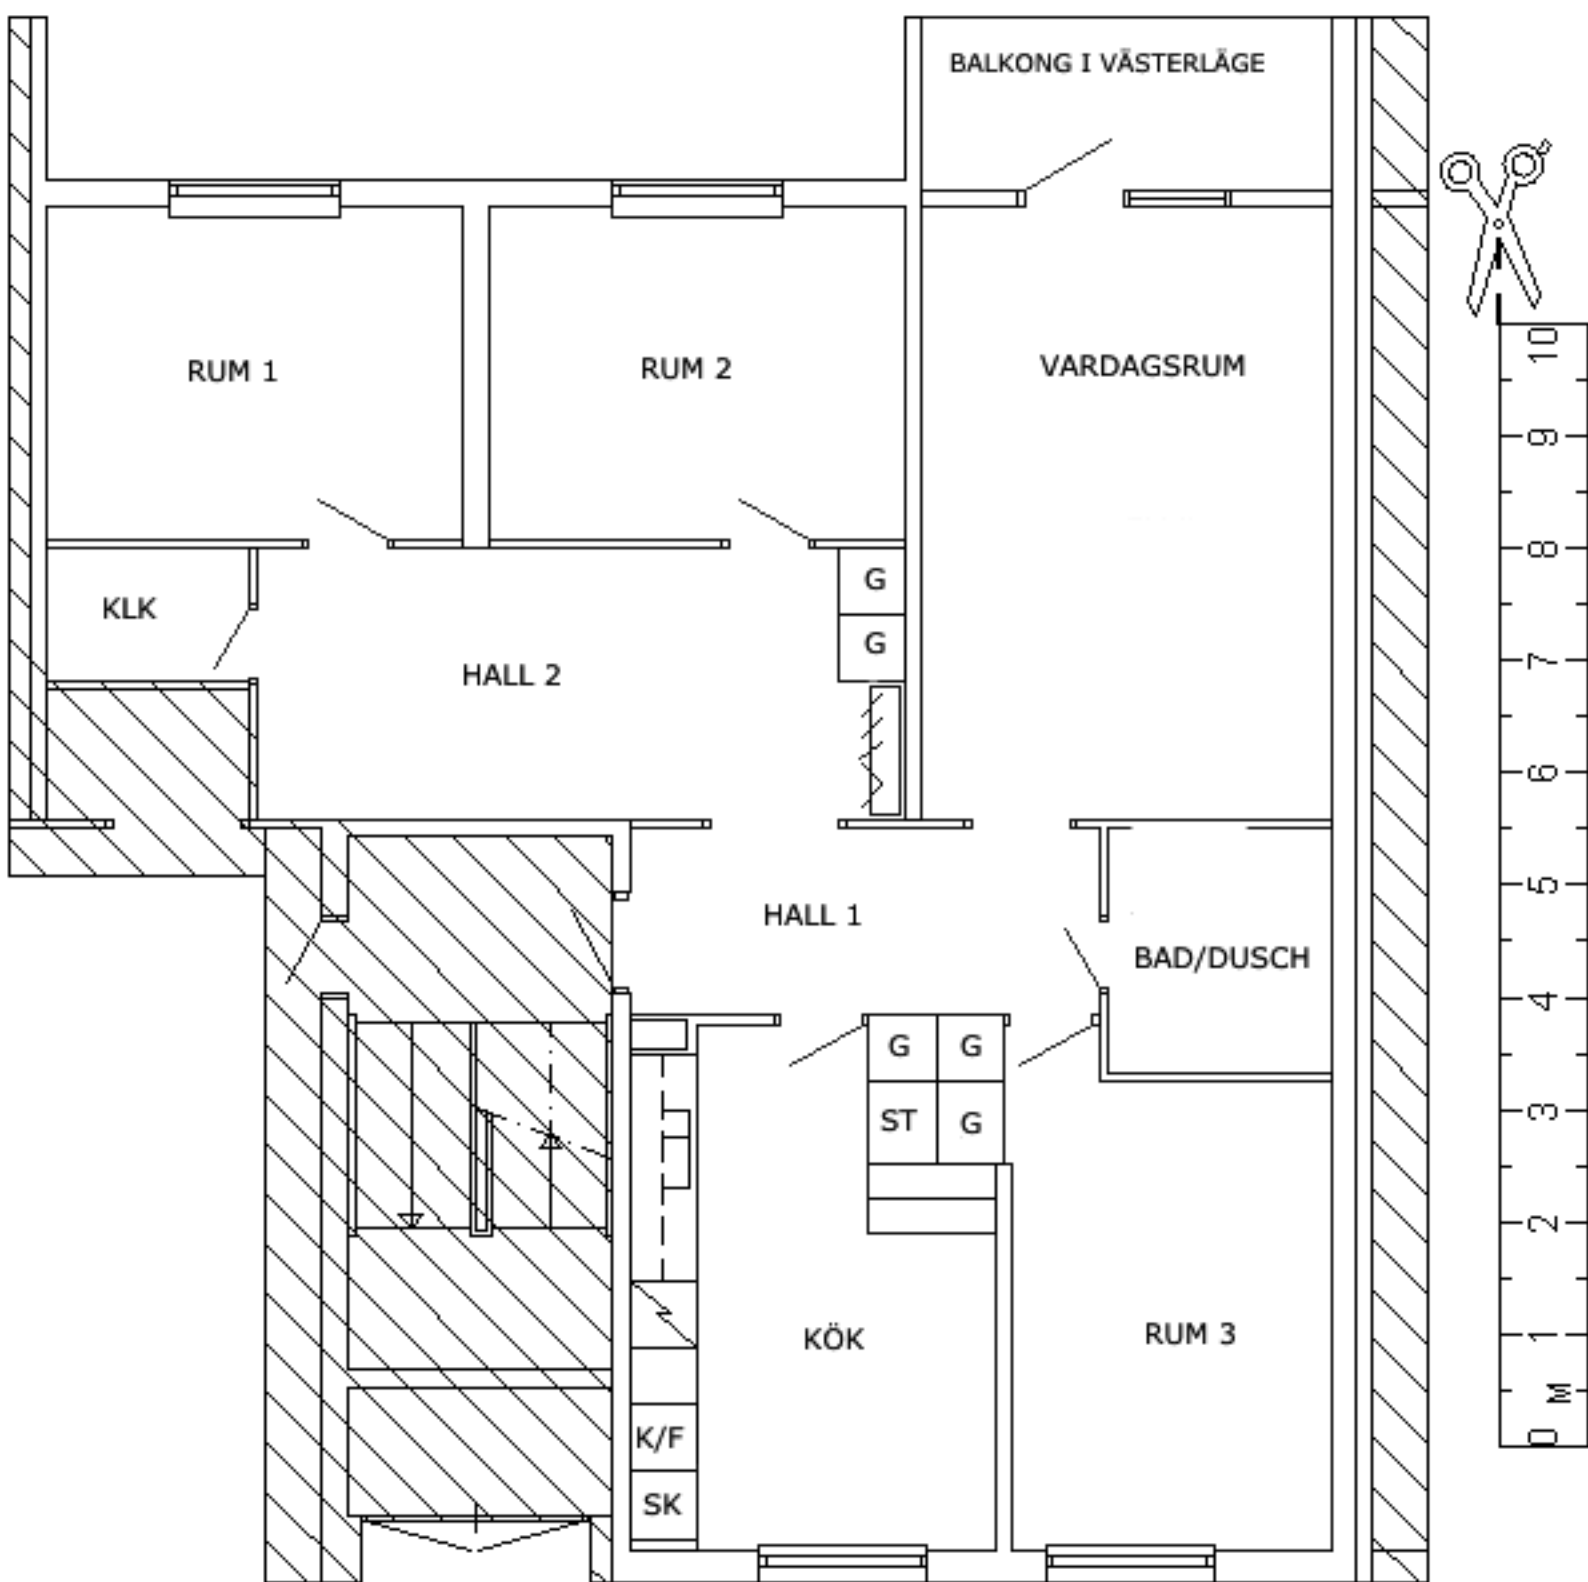 BALKONG I VÄSTERLÄGE
RUM 1
RUM 2
VARDAGSRUM
KLK
G
G
HALL 2
HALL 1
BAD/DUSCH
G
G
ST
G
KÖK
RUM 3
K/F
SK
10
9
8
7
6
5
4
3
2
1
M
0